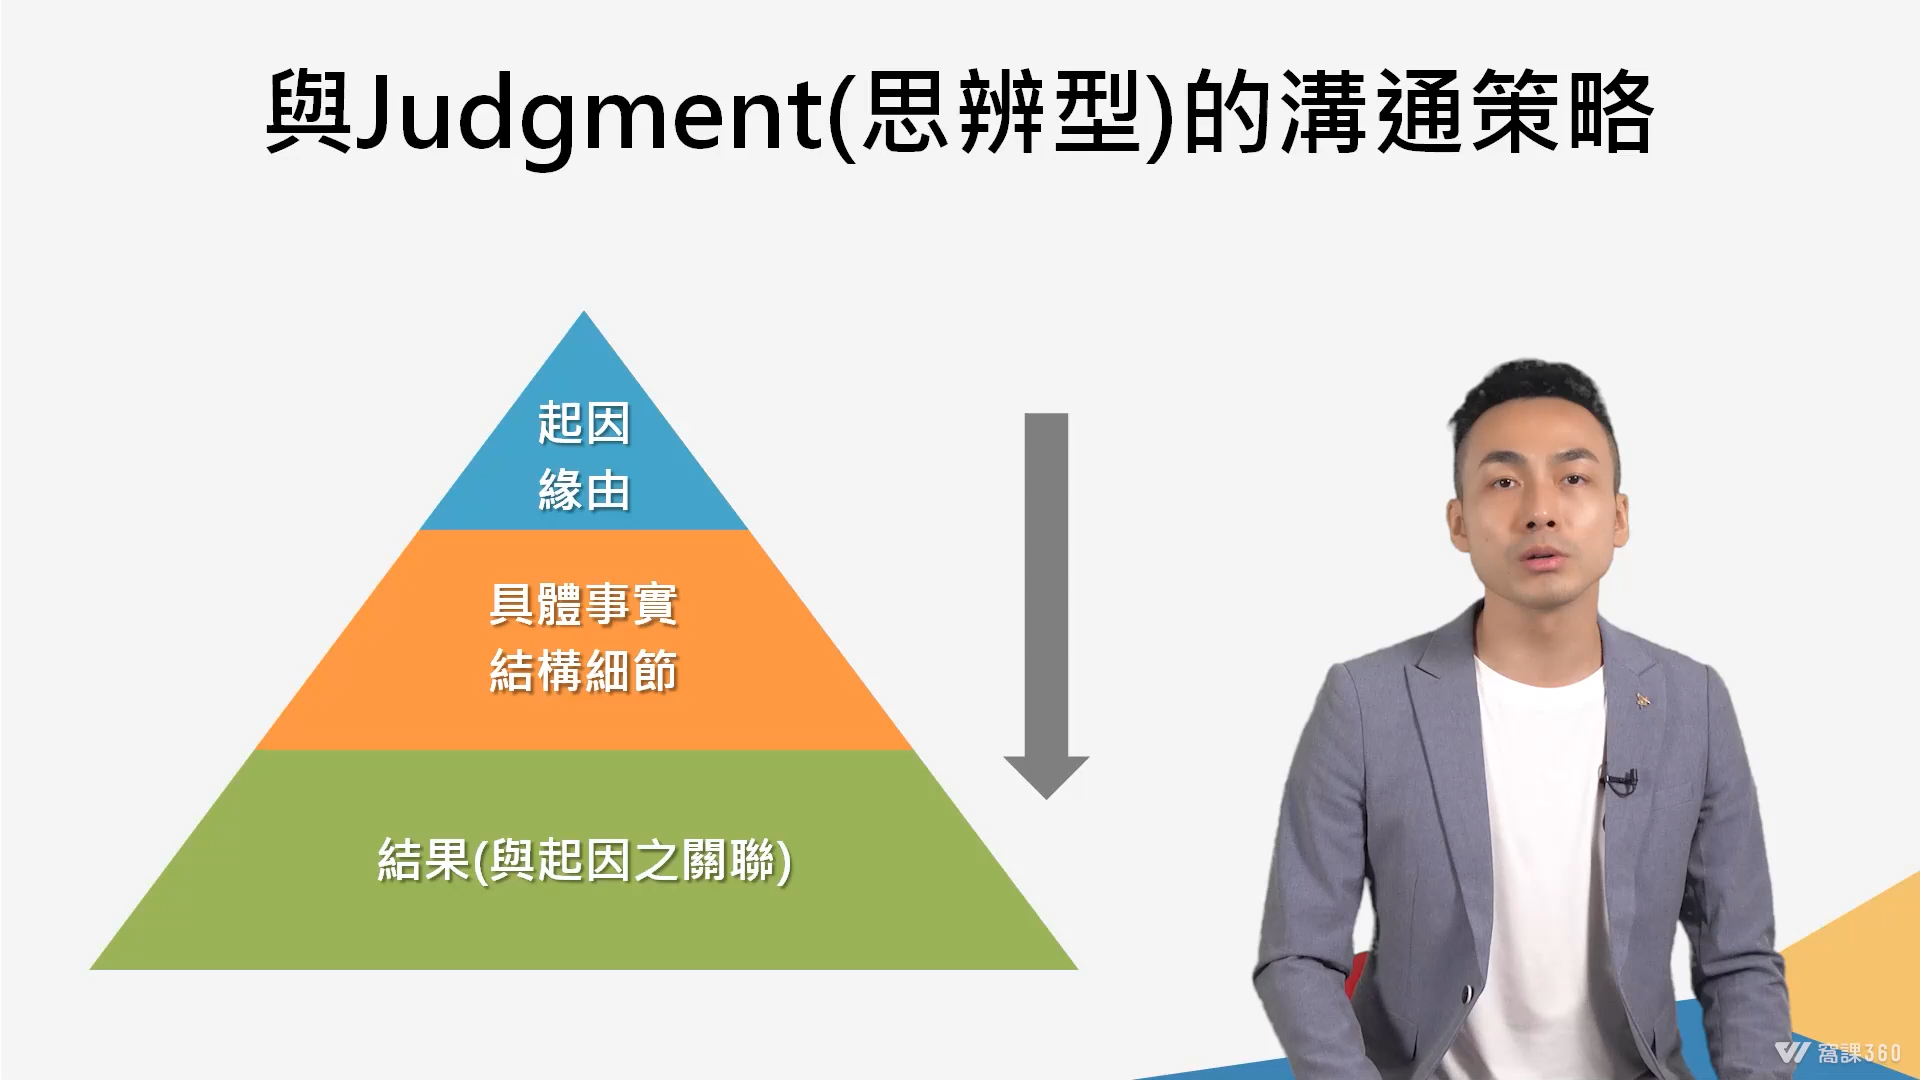 與Judgment(思辨型)的溝通策略
起因
緣由
具體事實
結構細節
結果(與起因之關聯)
窩課360